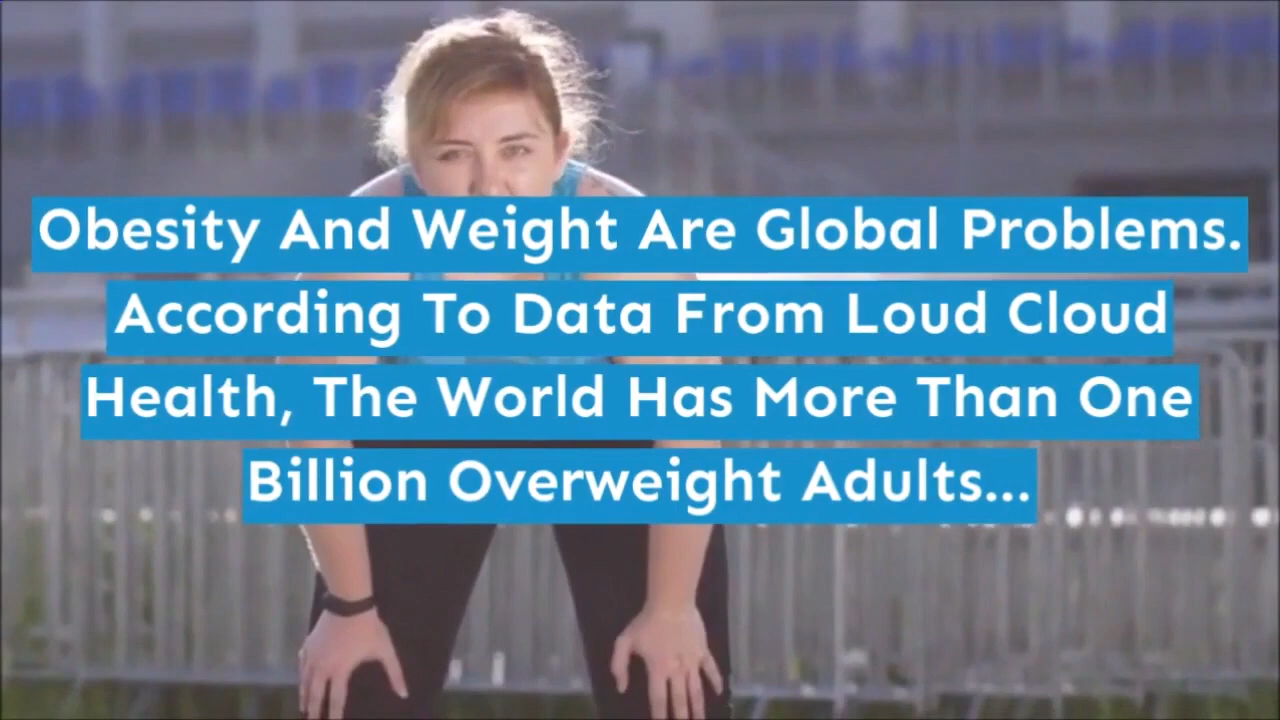 Obesity And Weight Are Global Problems.
According To Data From Loud Cloud
Health, The World Has More Than One
Billion Overweight Adults...